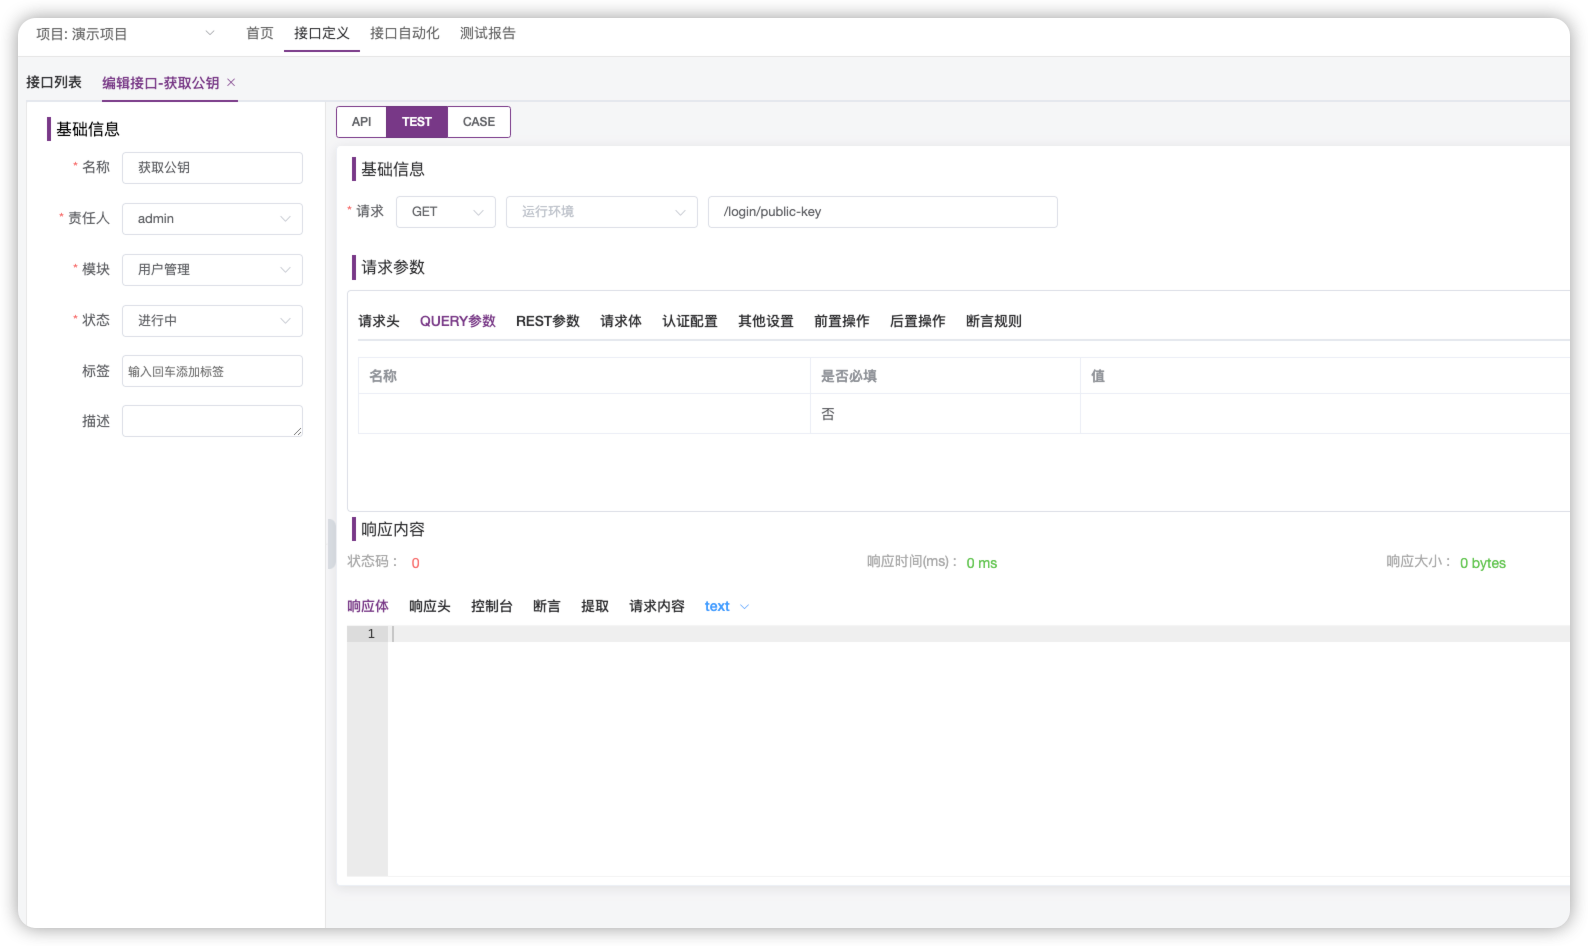 项目: 演示项目 首页 接口定义 接口自动化 测试报告
接口列表 编辑接口-获取公钥 ×
基础信息
* 名称 获取公钥
* 责任人 admin
* 模块 用户管理
* 状态 进行中
标签 输入回车添加标签
描述
API TEST CASE
基础信息
* 请求 GET 运行环境 /login/public-key
请求参数
请求头 QUERY参数 REST参数 请求体 认证配置 其他设置 前置操作 后置操作 断言规则
名称 是否必填 值
否
响应内容
状态码： 0 响应时间(ms)： 0 ms 响应大小： 0 bytes
响应体 响应头 控制台 断言 提取 请求内容 text
1